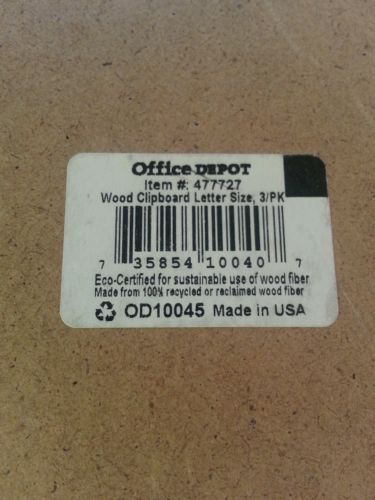 Office DEPOT
Item #: 477727
Wood Clipboard Letter Size, 3/PK
7 35854 10040 7
Eco-Certified for sustainable use of wood fiber
Made from 100% recycled or reclaimed wood fiber
OD10045 Made in USA